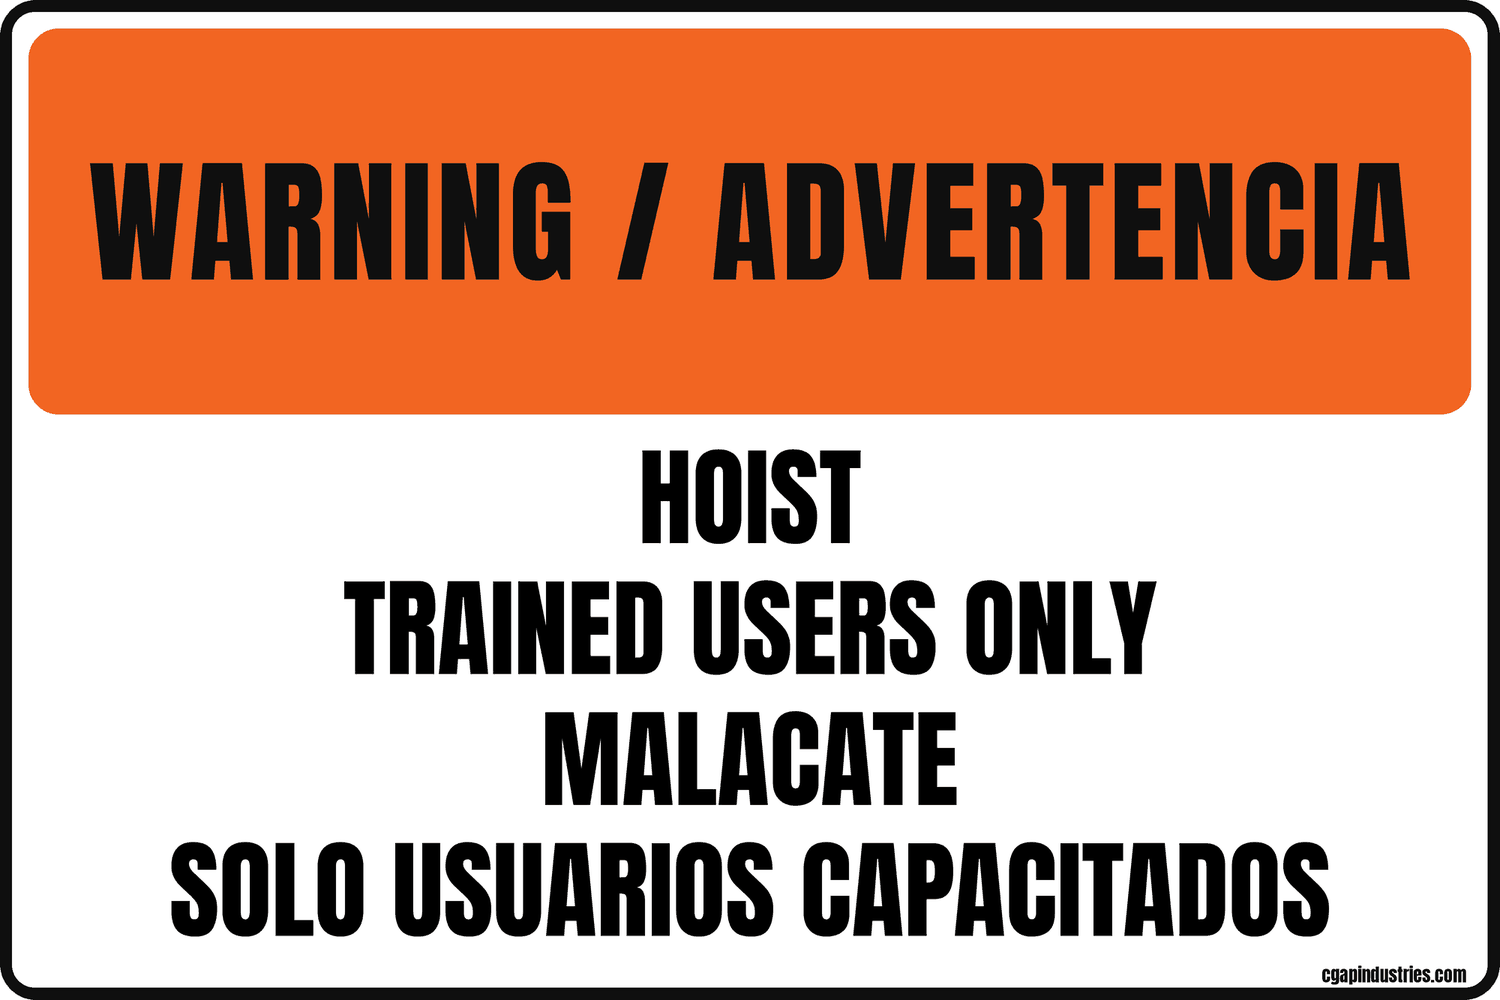 WARNING / ADVERTENCIA
HOIST
TRAINED USERS ONLY
MALACATE
SOLO USUARIOS CAPACITADOS
cgapindustries.com